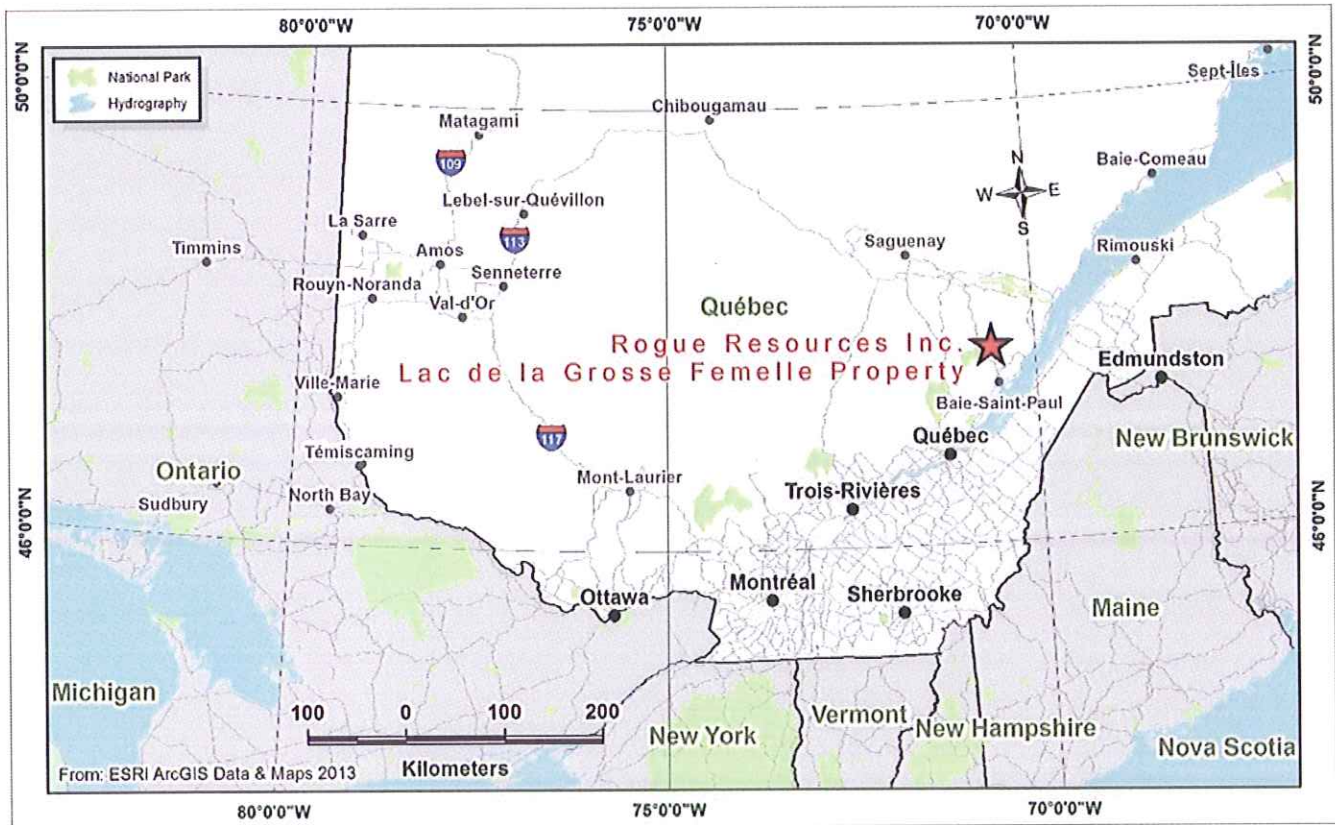 80°0'0"W
75°0'0"W
70°0'0"W
50°0'0"N
50°0'0"N
National Park
Hydrography
Sept-Îles
Chibougamau
Matagami
109
Baie-Comeau
N
W
E
S
Lebel-sur-Quévillon
La Sarre
113
Timmins
Amos
Saguenay
Rimouski
Senneterre
Rouyn-Noranda
Val-d'Or
Québec
Rogue Resources Inc.
Lac de la Grosse Femelle Property
Edmundston
Ville-Marie
Baie-Saint-Paul
117
Québec
New Brunswick
Témiscaming
Ontario
Mont-Laurier
Sudbury
North Bay
Trois-Rivières
46°0'0"N
46°0'0"N
Montréal
Sherbrooke
Ottawa
Maine
Michigan
100 0 100 200
Kilometers
New York
Vermont
New Hampshire
Nova Scotia
From: ESRI ArcGIS Data & Maps 2013
80°0'0"W
75°0'0"W
70°0'0"W